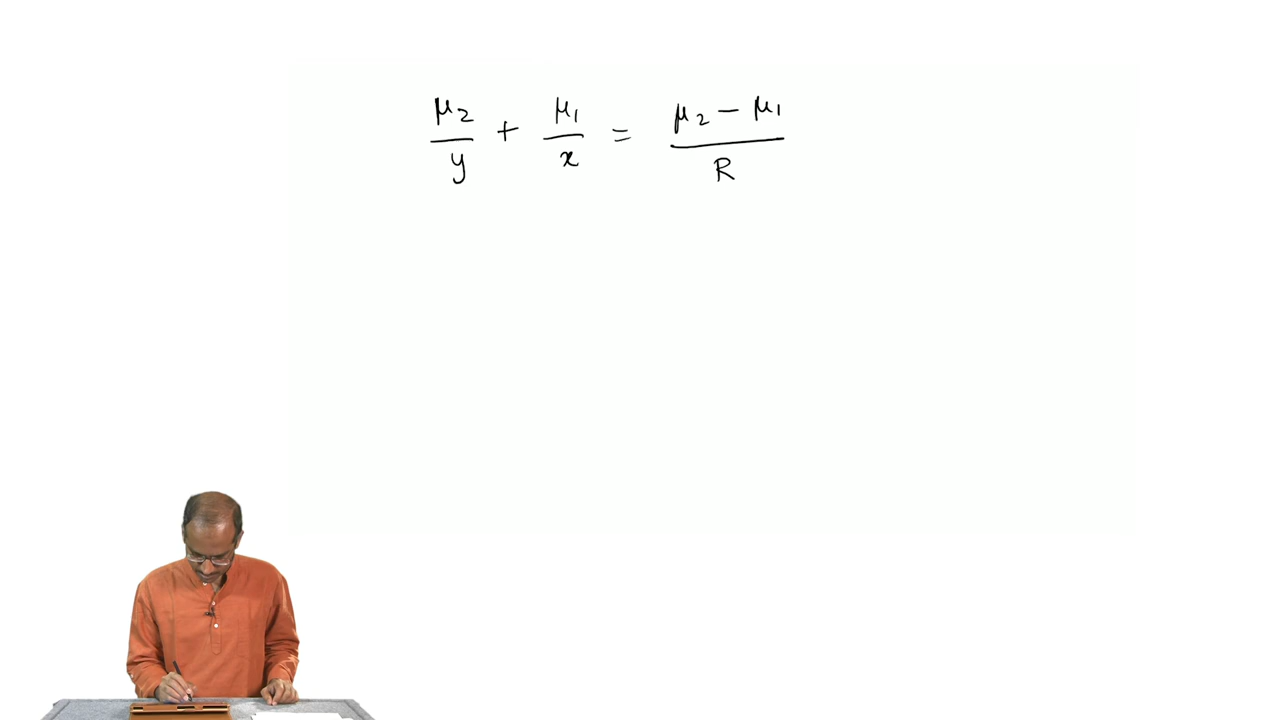 μ₂/y + μ₁/x = (μ₂ − μ₁)/R